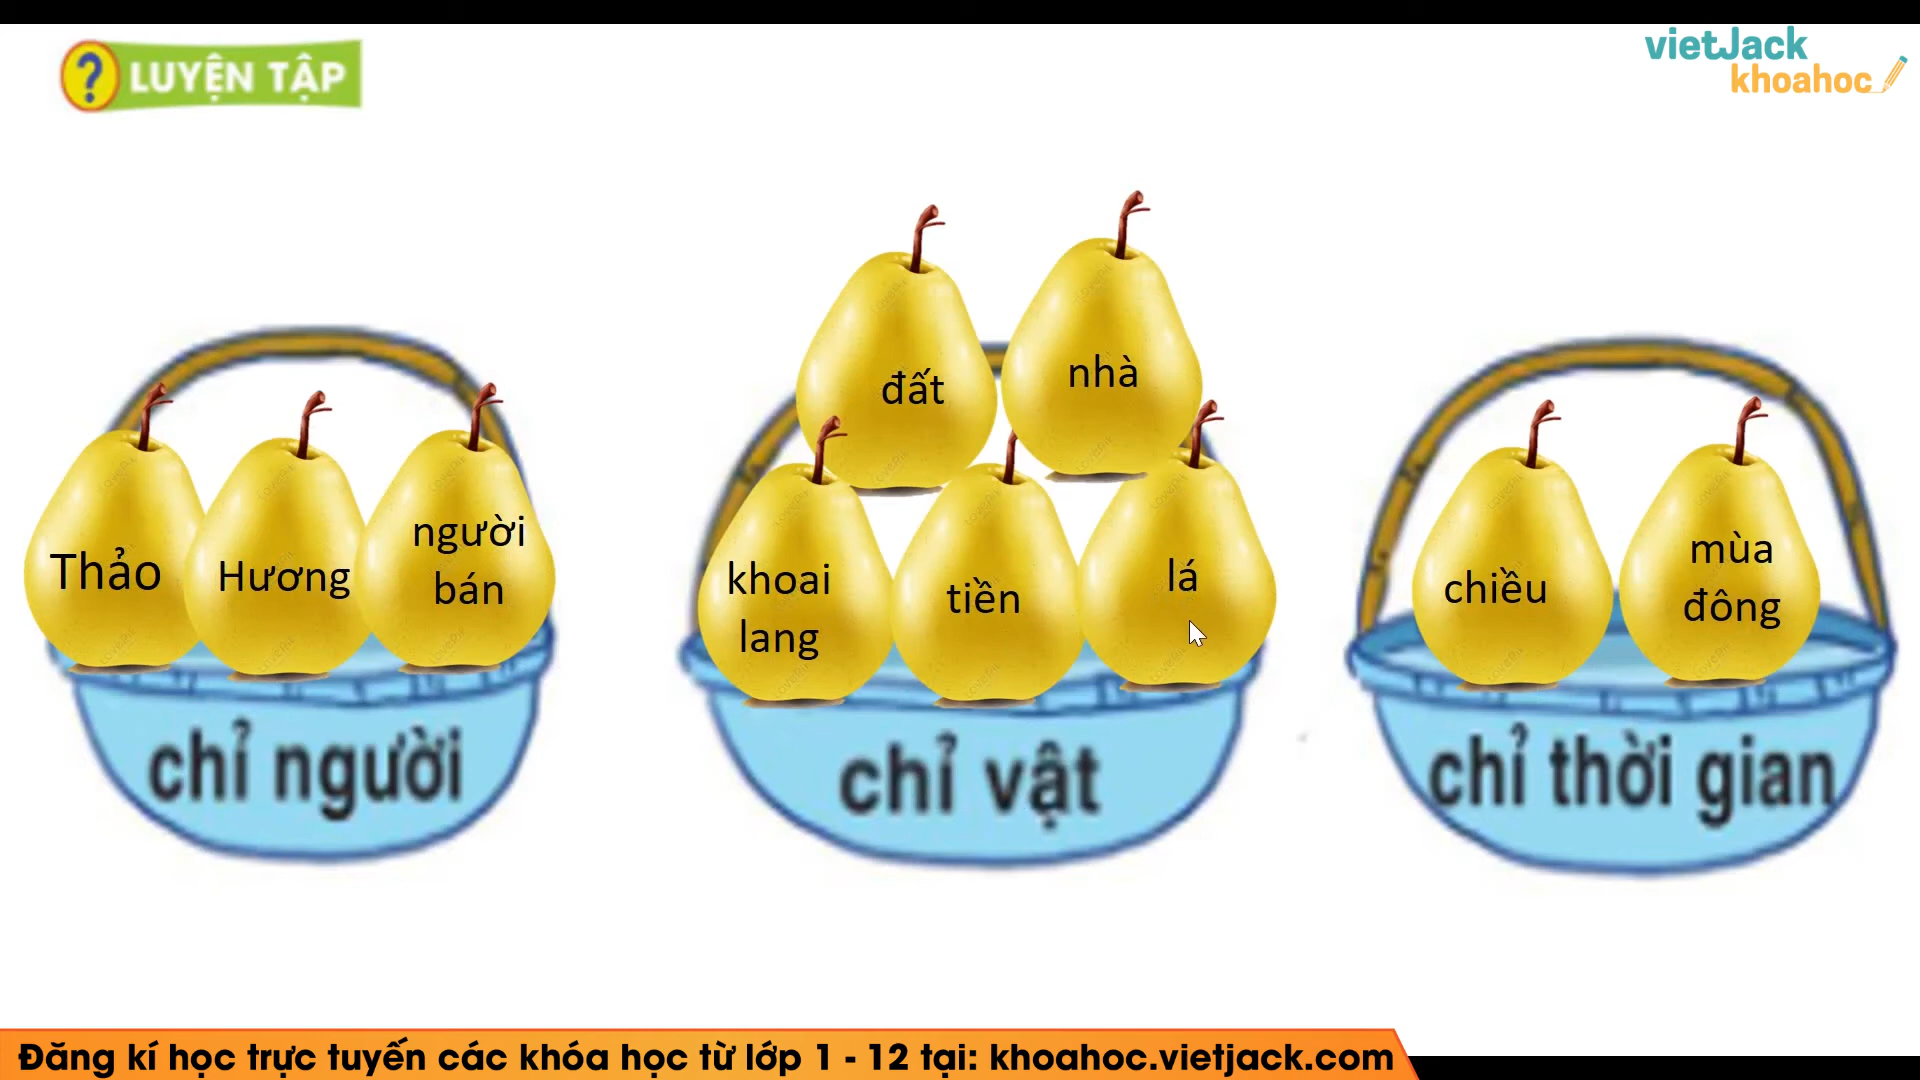 LUYỆN TẬP
vietJack
khoahoc
đất
nhà
Thảo
Hương
người
bán
khoai
lang
tiền
lá
chiều
mùa
đông
chỉ người
chỉ vật
chỉ thời gian
Đăng kí học trực tuyến các khóa học từ lớp 1 - 12 tại: khoahoc.vietjack.com